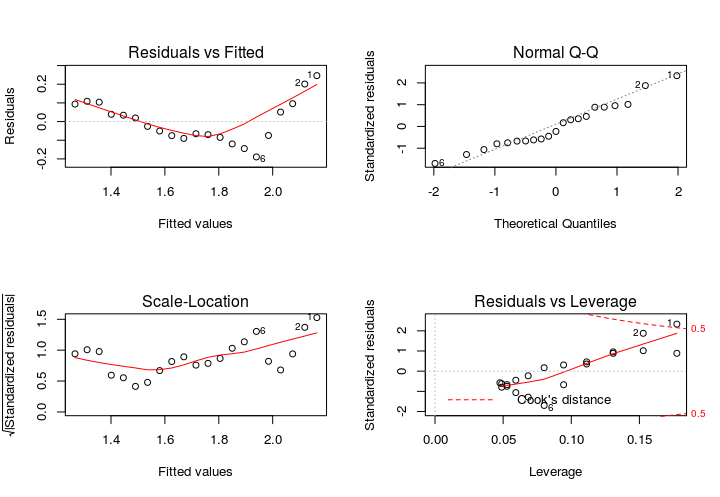 Residuals vs Fitted
Residuals
-0.2 0.0 0.2
1
2
6
1.4 1.6 1.8 2.0
Fitted values
Normal Q-Q
Standardized residuals
-1 0 1 2
1
2
6
-2 -1 0 1 2
Theoretical Quantiles
Scale-Location
√|Standardized residuals|
0.0 0.5 1.0 1.5
1
2
6
1.4 1.6 1.8 2.0
Fitted values
Residuals vs Leverage
Standardized residuals
-2 0 1 2
1
2
6
0.5
0.5
Cook's distance
0.00 0.05 0.10 0.15
Leverage